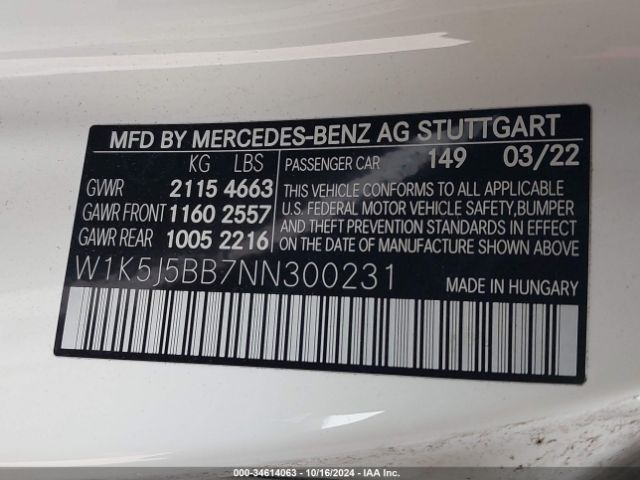 MFD BY MERCEDES-BENZ AG STUTTGART
KG LBS PASSENGER CAR 149 03/22
GVWR 2115 4663
GAWR FRONT 1160 2557
GAWR REAR 1005 2216
THIS VEHICLE CONFORMS TO ALL APPLICABLE
U.S. FEDERAL MOTOR VEHICLE SAFETY,BUMPER
AND THEFT PREVENTION STANDARDS IN
EFFECT ON THE DATE OF MANUFACTURE
SHOWN ABOVE.
W1K5J5BB7NN300231
MADE IN HUNGARY
000-34614063 | 10/16/2024 | IAA Inc.